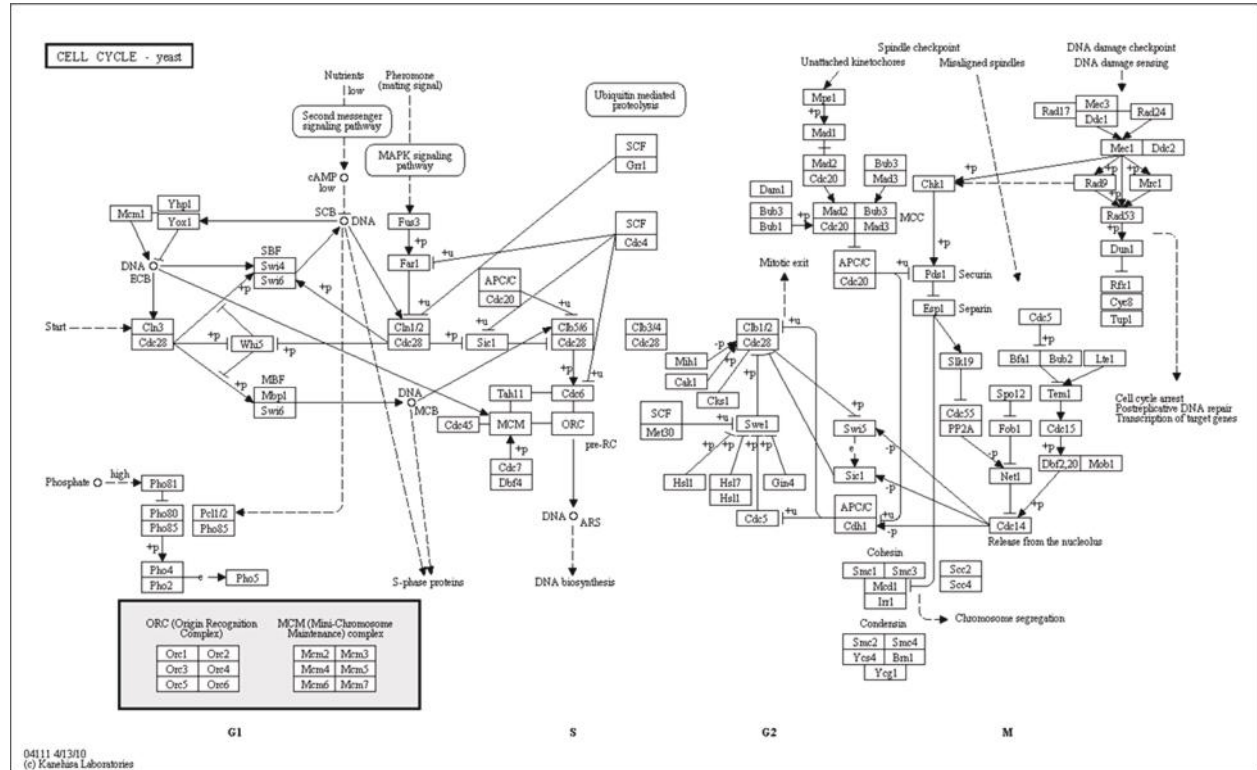 CELL CYCLE - yeast
Nutrients
low
Pheromone
(mating signal)
Second messenger
signaling pathway
MAPK signaling
pathway
cAMP
low
SCB
DNA
Fus3
+p
Far1
Ubiquitin mediated
proteolysis
SCF
Grr1
SCF
Cdc4
+u
+u
+u
Mcm1
Yhp1
Yox1
DNA
ECB
SBF
Swi4
Swi6
+p
+p
Start
Cln3
Cdc28
+p
Whi5
+p
+p
MBF
Mbp1
Swi6
Cln1/2
Cdc28
+p
Sic1
APC/C
Cdc20
+u
Clb5/6
Cdc28
+p
+u
Cdc6
DNA
MCB
Tah11
Cdc45
MCM
ORC
pre-RC
+p
Cdc7
Dbf4
DNA
ARS
DNA biosynthesis
S-phase proteins
Phosphate
high
Pho81
Pho80
Pho85
Pcl1/2
Pho85
+p
Pho4
Pho2
e
Pho5
ORC (Origin Recognition
Complex)
Orc1 Orc2
Orc3 Orc4
Orc5 Orc6
MCM (Mini-Chromosome
Maintenance) complex
Mcm2 Mcm3
Mcm4 Mcm5
Mcm6 Mcm7
Spindle checkpoint
Unattached kinetochores
Misaligned spindles
Mps1
+p
Mad1
Mad2
Cdc20
Bub3
Mad3
Dam1
Bub3
Bub1
+p
Mad2 Bub3
Cdc20 Mad3
MCC
APC/C
Cdc20
+u
Mitotic exit
Clb3/4
Cdc28
Clb1/2
Cdc28
+u
Mih1
-p
Cak1
+p
Cks1
+p
SCF
Met30
+u
Swe1
+p
+p
+p
+p
Hsl1
Hsl7
Hsl1
Gin4
Cdc5
+u
+p
Swi5
e
Sic1
-p
-p
APC/C
Cdh1
+u
-p
DNA damage checkpoint
DNA damage sensing
Rad17
Mec3
Ddc1
Rad24
Mec1 Ddc2
+p
Chk1
+p
+p
+p
Rad9
Mrc1
Rad53
+p
Dun1
Rfx1
Cyc8
Tup1
Cell cycle arrest
Postreplicative DNA repair
Transcription of target genes
+p
Pds1
Securin
Esp1
Separin
Slk19
Cdc55
PP2A
-p
Cdc5
+p
Bfa1 Bub2
Lte1
Spo12
Fob1
Tem1
Cdc15
+p
Dbf2,20 Mob1
Net1
+p
Cdc14
Release from the nucleolus
Cohesin
Smc1 Smc3
Mcd1
Irr1
Scc2
Scc4
Chromosome segregation
Condensin
Smc2 Smc4
Ycs4 Brn1
Ycg1
G1
S
G2
M
04111 4/13/10
(c) Kanehisa Laboratories